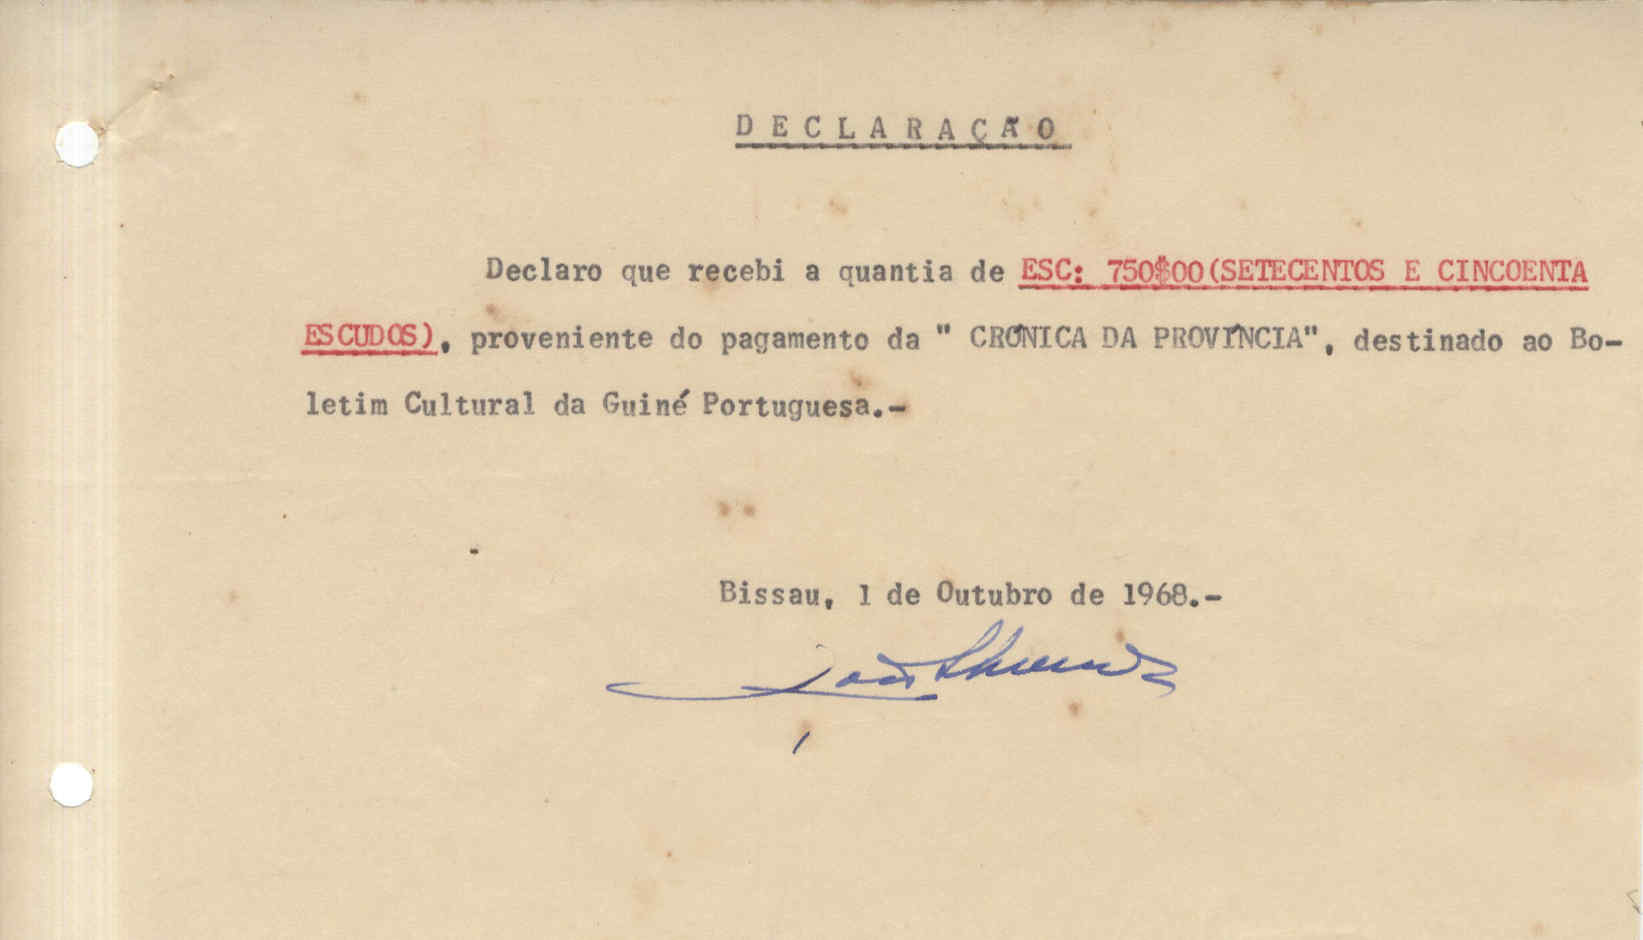 DECLARAÇÃO
Declaro que recebi a quantia de ESC: 750$00(SETECENTOS E CINCOENTA
ESCUDOS), proveniente do pagamento da " CRÓNICA DA PROVÍNCIA", destinado ao Bo-
letim Cultural da Guiné Portuguesa.-
Bissau, 1 de Outubro de 1968.-